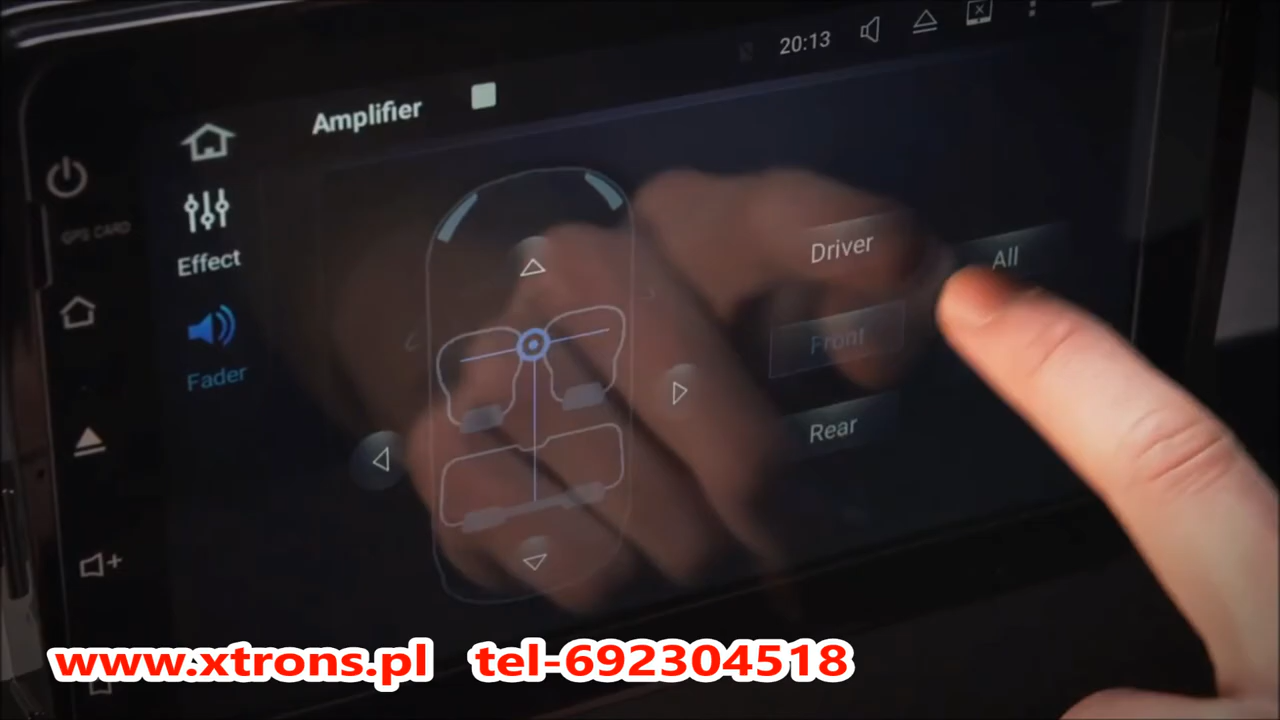 20:13
Amplifier
GPS CARD
Effect
Driver
All
Front
Fader
Rear
www.xtrons.pl tel-692304518